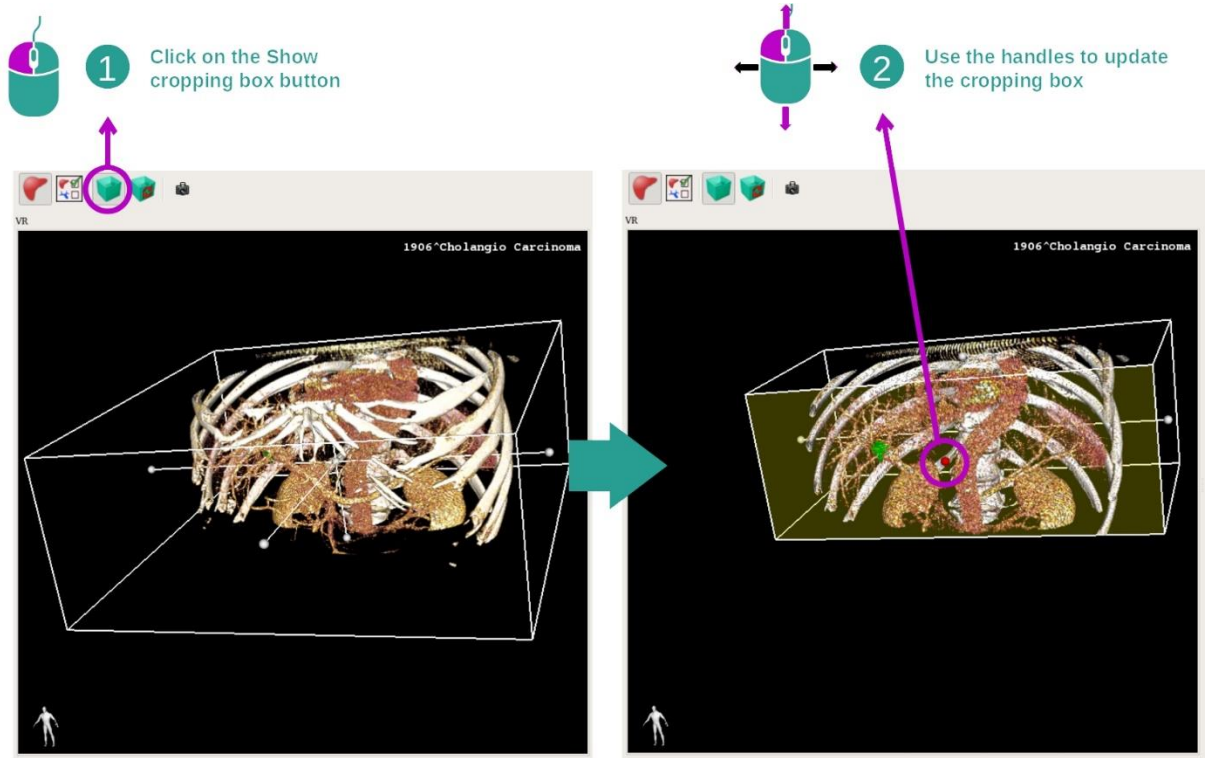 1
Click on the Show
cropping box button
2
Use the handles to update
the cropping box
VR
1906^Cholangio Carcinoma
VR
1906^Cholangio Carcinoma